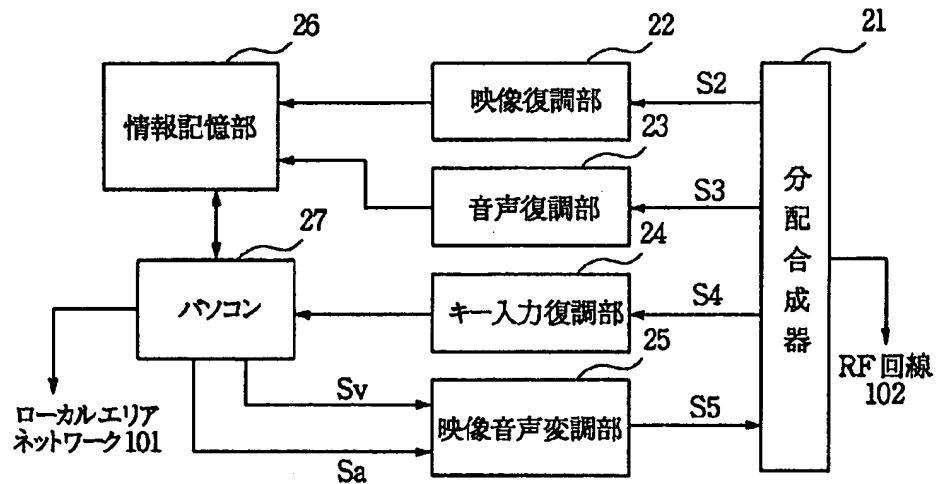 26
情報記憶部
22
映像復調部
S2
21
分配合成器
23
音声復調部
S3
27
パソコン
24
キー入力復調部
S4
25
映像音声変調部
S5
Sv
Sa
ローカルエリア
ネットワーク101
RF回線
102